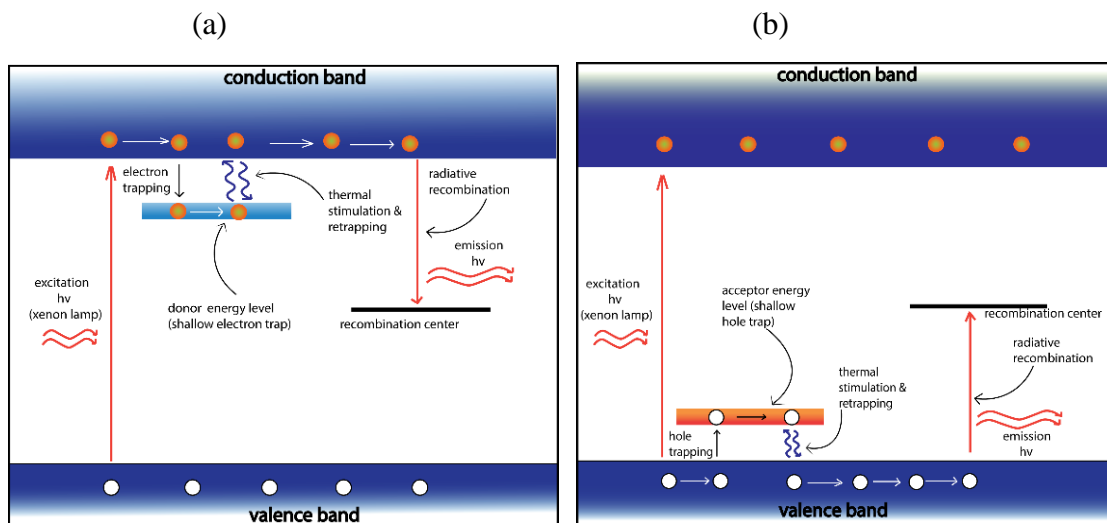 (a)
conduction band
electron
trapping
thermal
stimulation &
retrapping
radiative
recombination
emission
hv
excitation
hv
(xenon lamp)
donor energy level
(shallow electron trap)
recombination center
valence band
(b)
conduction band
excitation
hv
(xenon lamp)
acceptor energy
level (shallow
hole trap)
recombination center
radiative
recombination
thermal
stimulation &
retrapping
hole
trapping
emission
hv
valence band